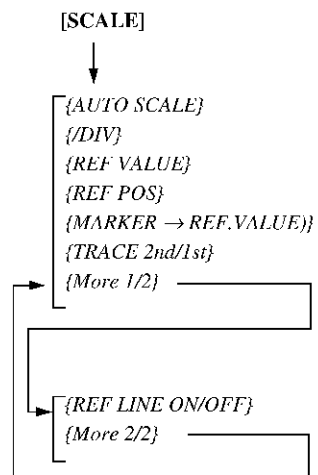 [SCALE]
{AUTO SCALE}
{/DIV}
{REF VALUE}
{REF POS}
{MARKER → REF.VALUE)}
{TRACE 2nd/1st}
{More 1/2}
{REF LINE ON/OFF}
{More 2/2}